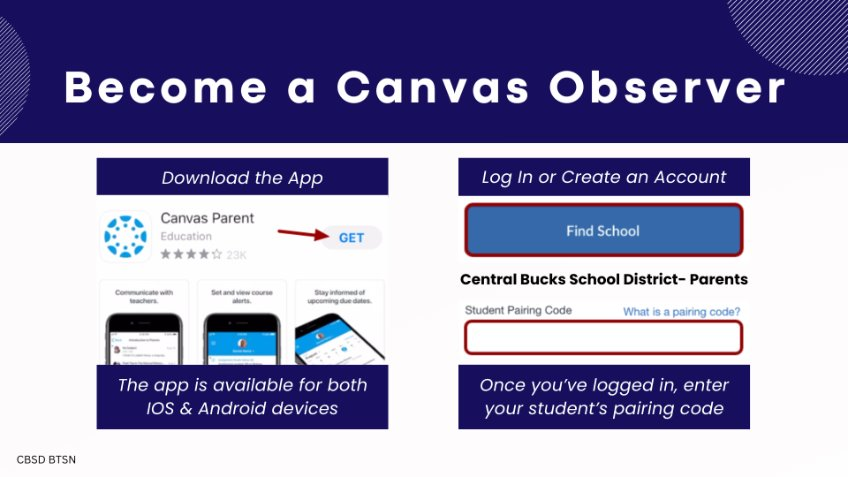 Become a Canvas Observer
Download the App
Canvas Parent
Education
GET
23K
Communicate with
teachers.
Set and view course
alerts.
Stay informed of
upcoming due dates.
The app is available for both
IOS & Android devices
Log In or Create an Account
Find School
Central Bucks School District- Parents
Student Pairing Code
What is a pairing code?
Once you've logged in, enter
your student's pairing code
CBSD BTSN